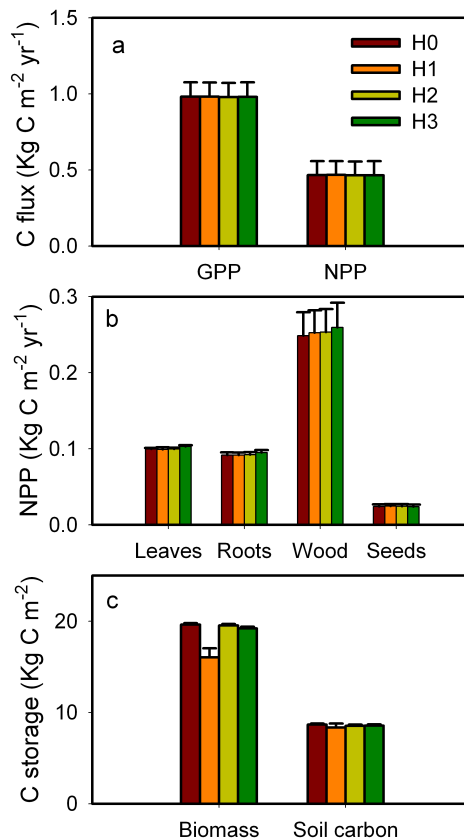 a
H0
H1
H2
H3
C flux (Kg C m⁻² yr⁻¹)
1.5
1.0
0.5
0.0
GPP NPP
b
NPP (Kg C m⁻² yr⁻¹)
0.3
0.2
0.1
0.0
Leaves Roots Wood Seeds
c
C storage (Kg C m⁻²)
20
10
0
Biomass Soil carbon